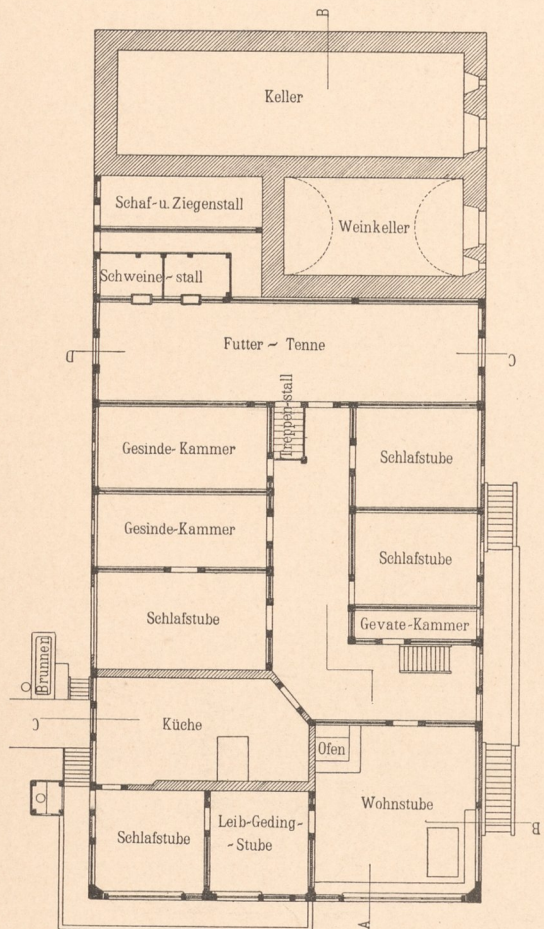 B
Keller
Schaf-u. Ziegenstall
Weinkeller
Schweine-stall
D
Futter ~ Tenne
C
Treppen-stall
Gesinde-Kammer
Schlafstube
Gesinde-Kammer
Schlafstube
Schlafstube
Gevate-Kammer
Brunnen
C
Küche
Ofen
Wohnstube
Schlafstube
Leib-Geding-
-Stube
B
A